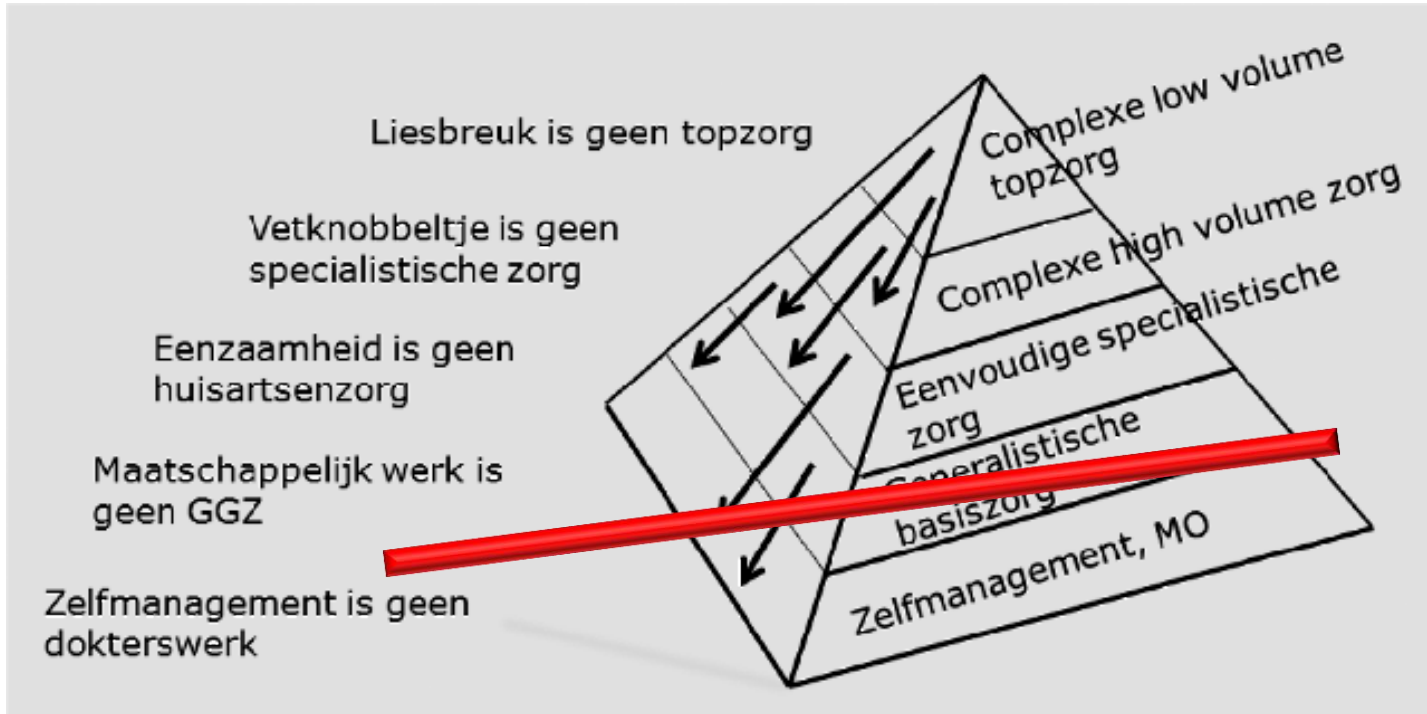 Liesbreuk is geen topzorg
Vetknobbeltje is geen
specialistische zorg
Eenzaamheid is geen
huisartsenzorg
Maatschappelijk werk is
geen GGZ
Zelfmanagement is geen
dokterswerk
Complexe low volume
topzorg
Complexe high volume zorg
Eenvoudige specialistische
zorg
Generalistische
basiszorg
Zelfmanagement, MO